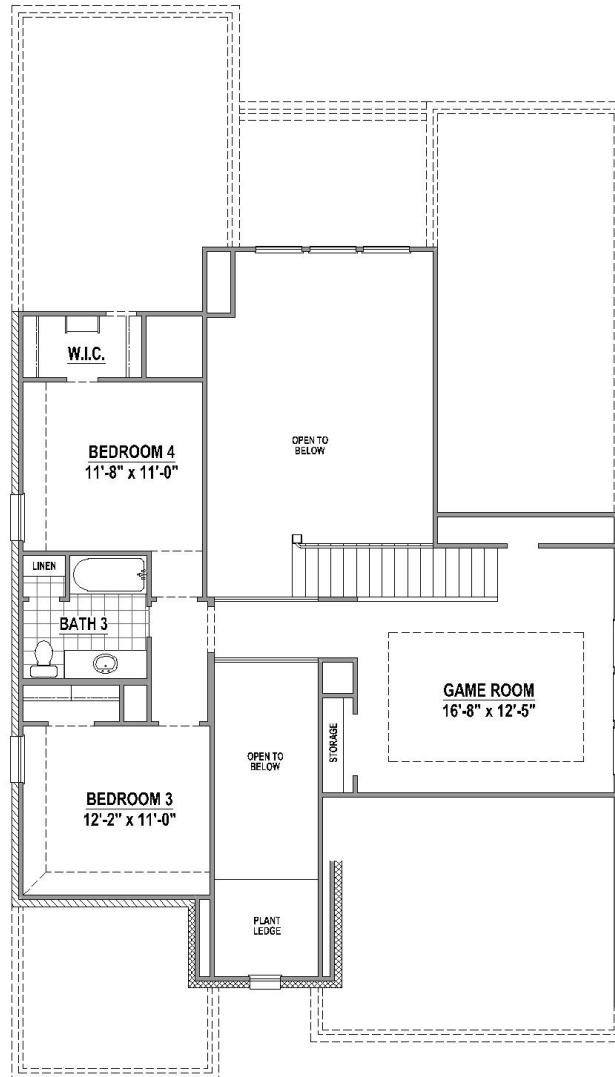 W.I.C.
BEDROOM 4
11'-8" x 11'-0"
OPEN TO
BELOW
LINEN
BATH 3
GAME ROOM
16'-8" x 12'-5"
STORAGE
OPEN TO
BELOW
BEDROOM 3
12'-2" x 11'-0"
PLANT
LEDGE